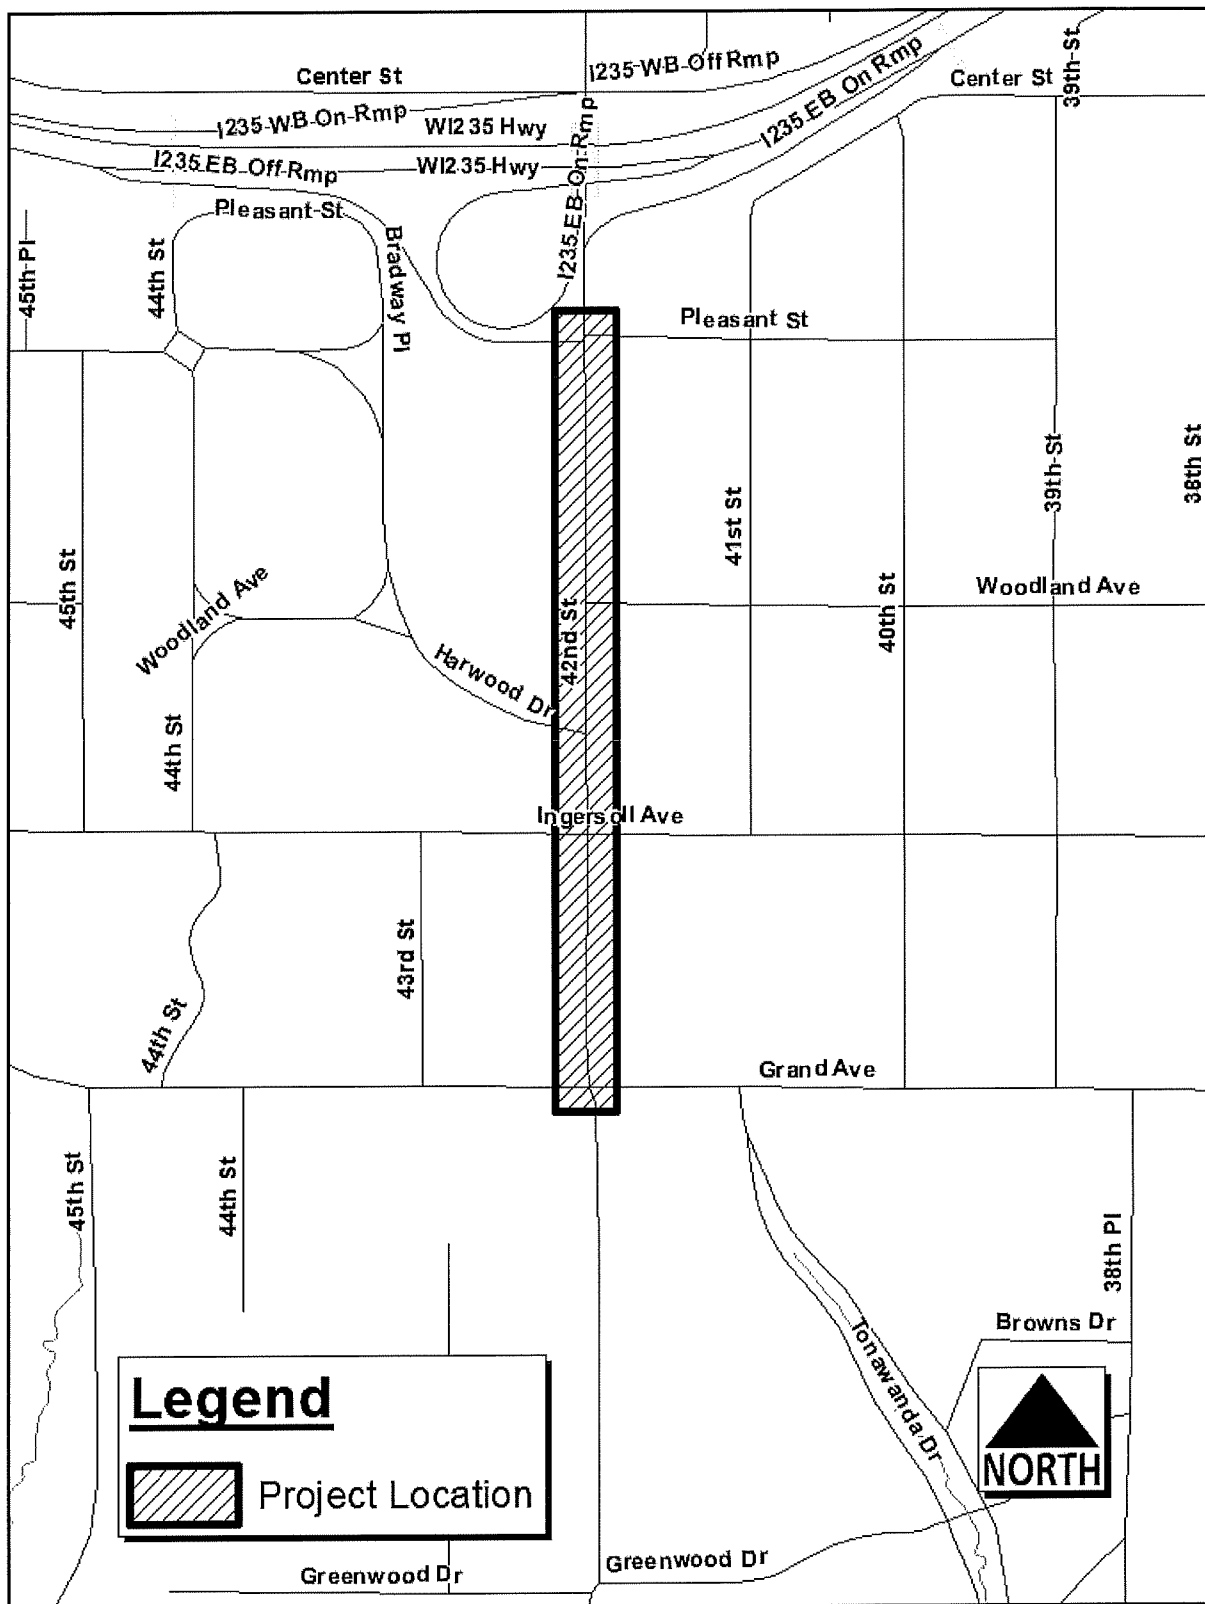 39th-St
I235-WB-Off Rmp
Center St
Center St
I235 EB On Rmp
I235-WB-On-Rmp
WI235 Hwy
I235-EB-On-Rmp
I235 EB-Off-Rmp
WI235-Hwy
Pleasant-St
45th-Pl
44th St
Bradway Pl
Pleasant St
38th St
39th-St
41st St
45th St
Woodland Ave
40th St
Woodland Ave
42nd St
Harwood Dr
44th St
Ingersoll Ave
43rd St
44th St
Grand Ave
45th St
44th St
38th Pl
Browns Dr
Tonawanda Dr
Legend
NORTH
Project Location
Greenwood Dr
Greenwood Dr